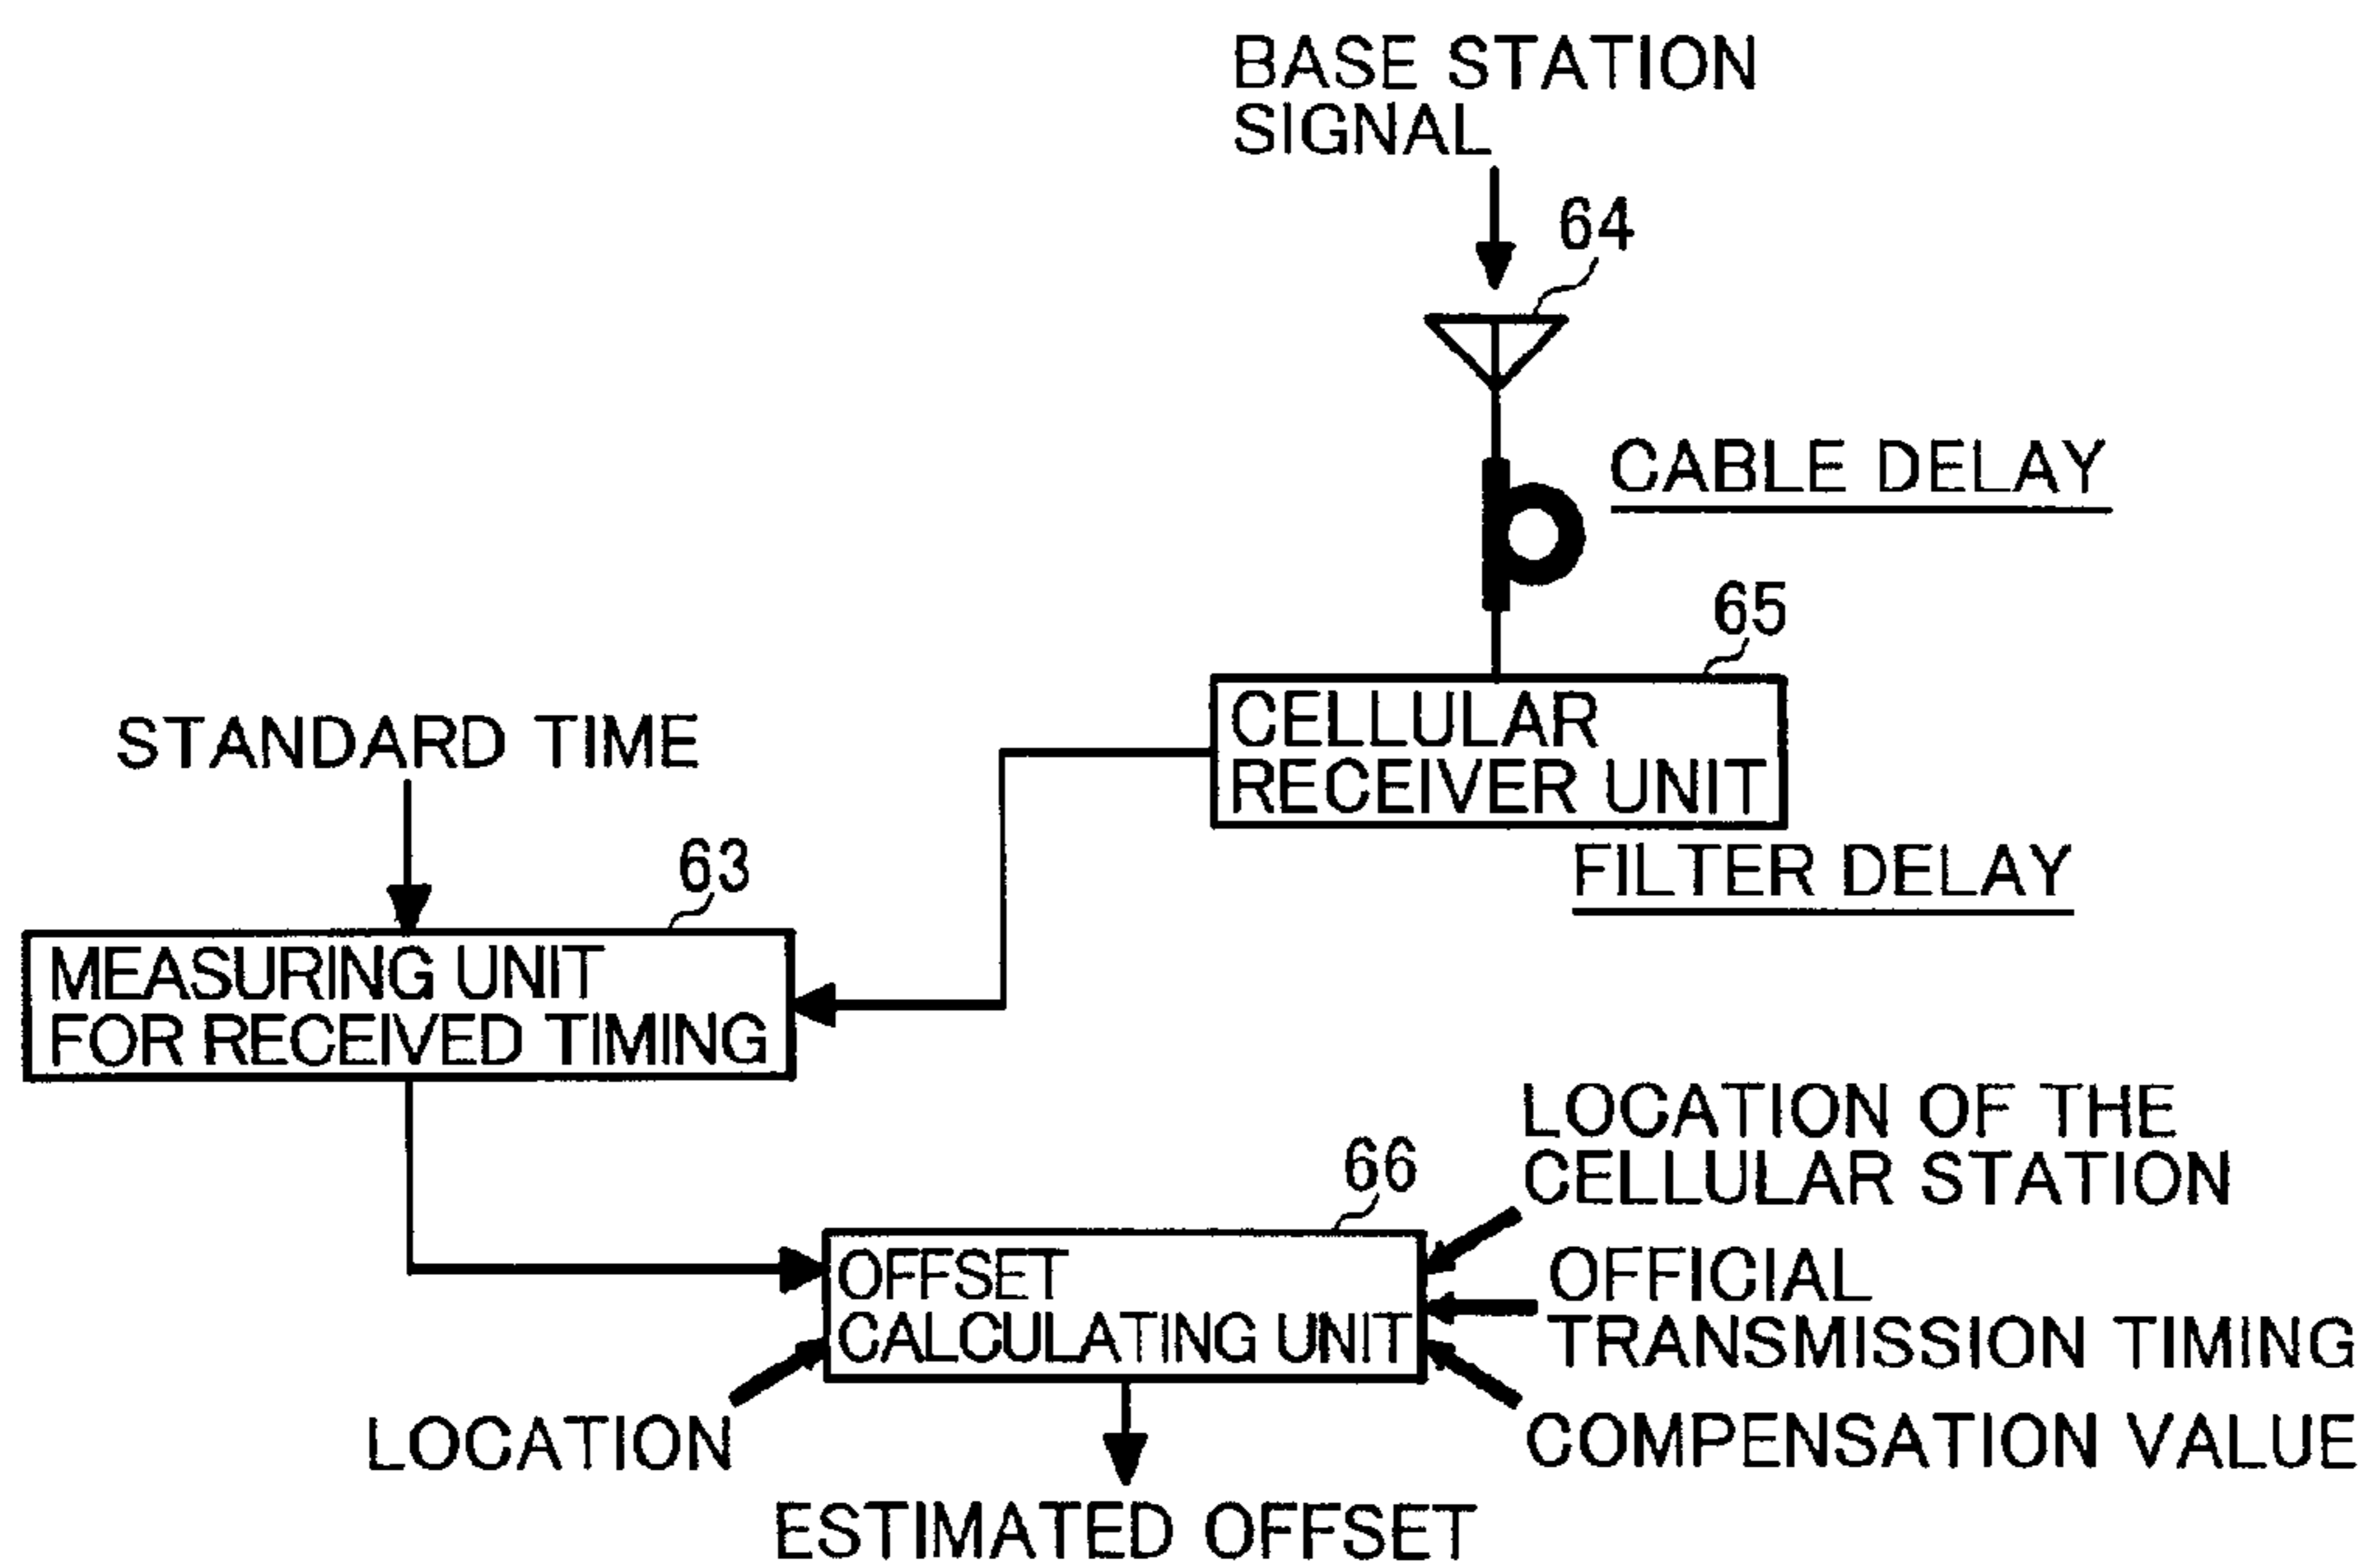 BASE STATION
SIGNAL
64
CABLE DELAY
65
CELLULAR
RECEIVER UNIT
FILTER DELAY
STANDARD TIME
63
MEASURING UNIT
FOR RECEIVED TIMING
66
OFFSET
CALCULATING UNIT
LOCATION OF THE
CELLULAR STATION
OFFICIAL
TRANSMISSION TIMING
COMPENSATION VALUE
LOCATION
ESTIMATED OFFSET